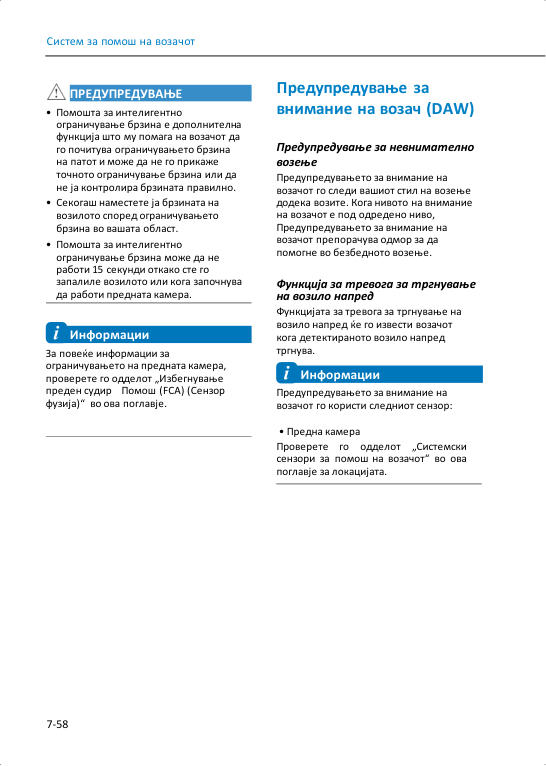 Систем за помош на возачот
ПРЕДУПРЕДУВАЊЕ
• Помошта за интелигентно
ограничување брзина е дополнителна
функција што му помага на возачот да
го почитува ограничувањето брзина
на патот и може да не го прикаже
точното ограничување брзина или да
не ја контролира брзината правилно.
• Секогаш наместете ја брзината на
возилото според ограничувањето
брзина во вашата област.
• Помошта за интелигентно
ограничување брзина може да не
работи 15 секунди откако сте го
запалиле возилото или кога започнува
да работи предната камера.
i Информации
За повеќе информации за
ограничувањето на предната камера,
проверете го одделот „Избегнување
преден судир Помош (FCA) (Сензор
фузија)“ во ова поглавје.
Предупредување за
внимание на возач (DAW)
Предупредување за невнимателно
возење
Предупредувањето за внимание на
возачот го следи вашиот стил на возење
додека возите. Кога нивото на внимание
на возачот е под одредено ниво,
Предупредувањето за внимание на
возачот препорачува одмор за да
помогне во безбедното возење.
Функција за тревога за тргнување
на возило напред
Функцијата за тревога за тргнување на
возило напред ќе го извести возачот
кога детектираното возило напред
тргнува.
i Информации
Предупредувањето за внимание на
возачот го користи следниот сензор:
• Предна камера
Проверете го одделот „Системски
сензори за помош на возачот“ во ова
поглавје за локацијата.
7-58